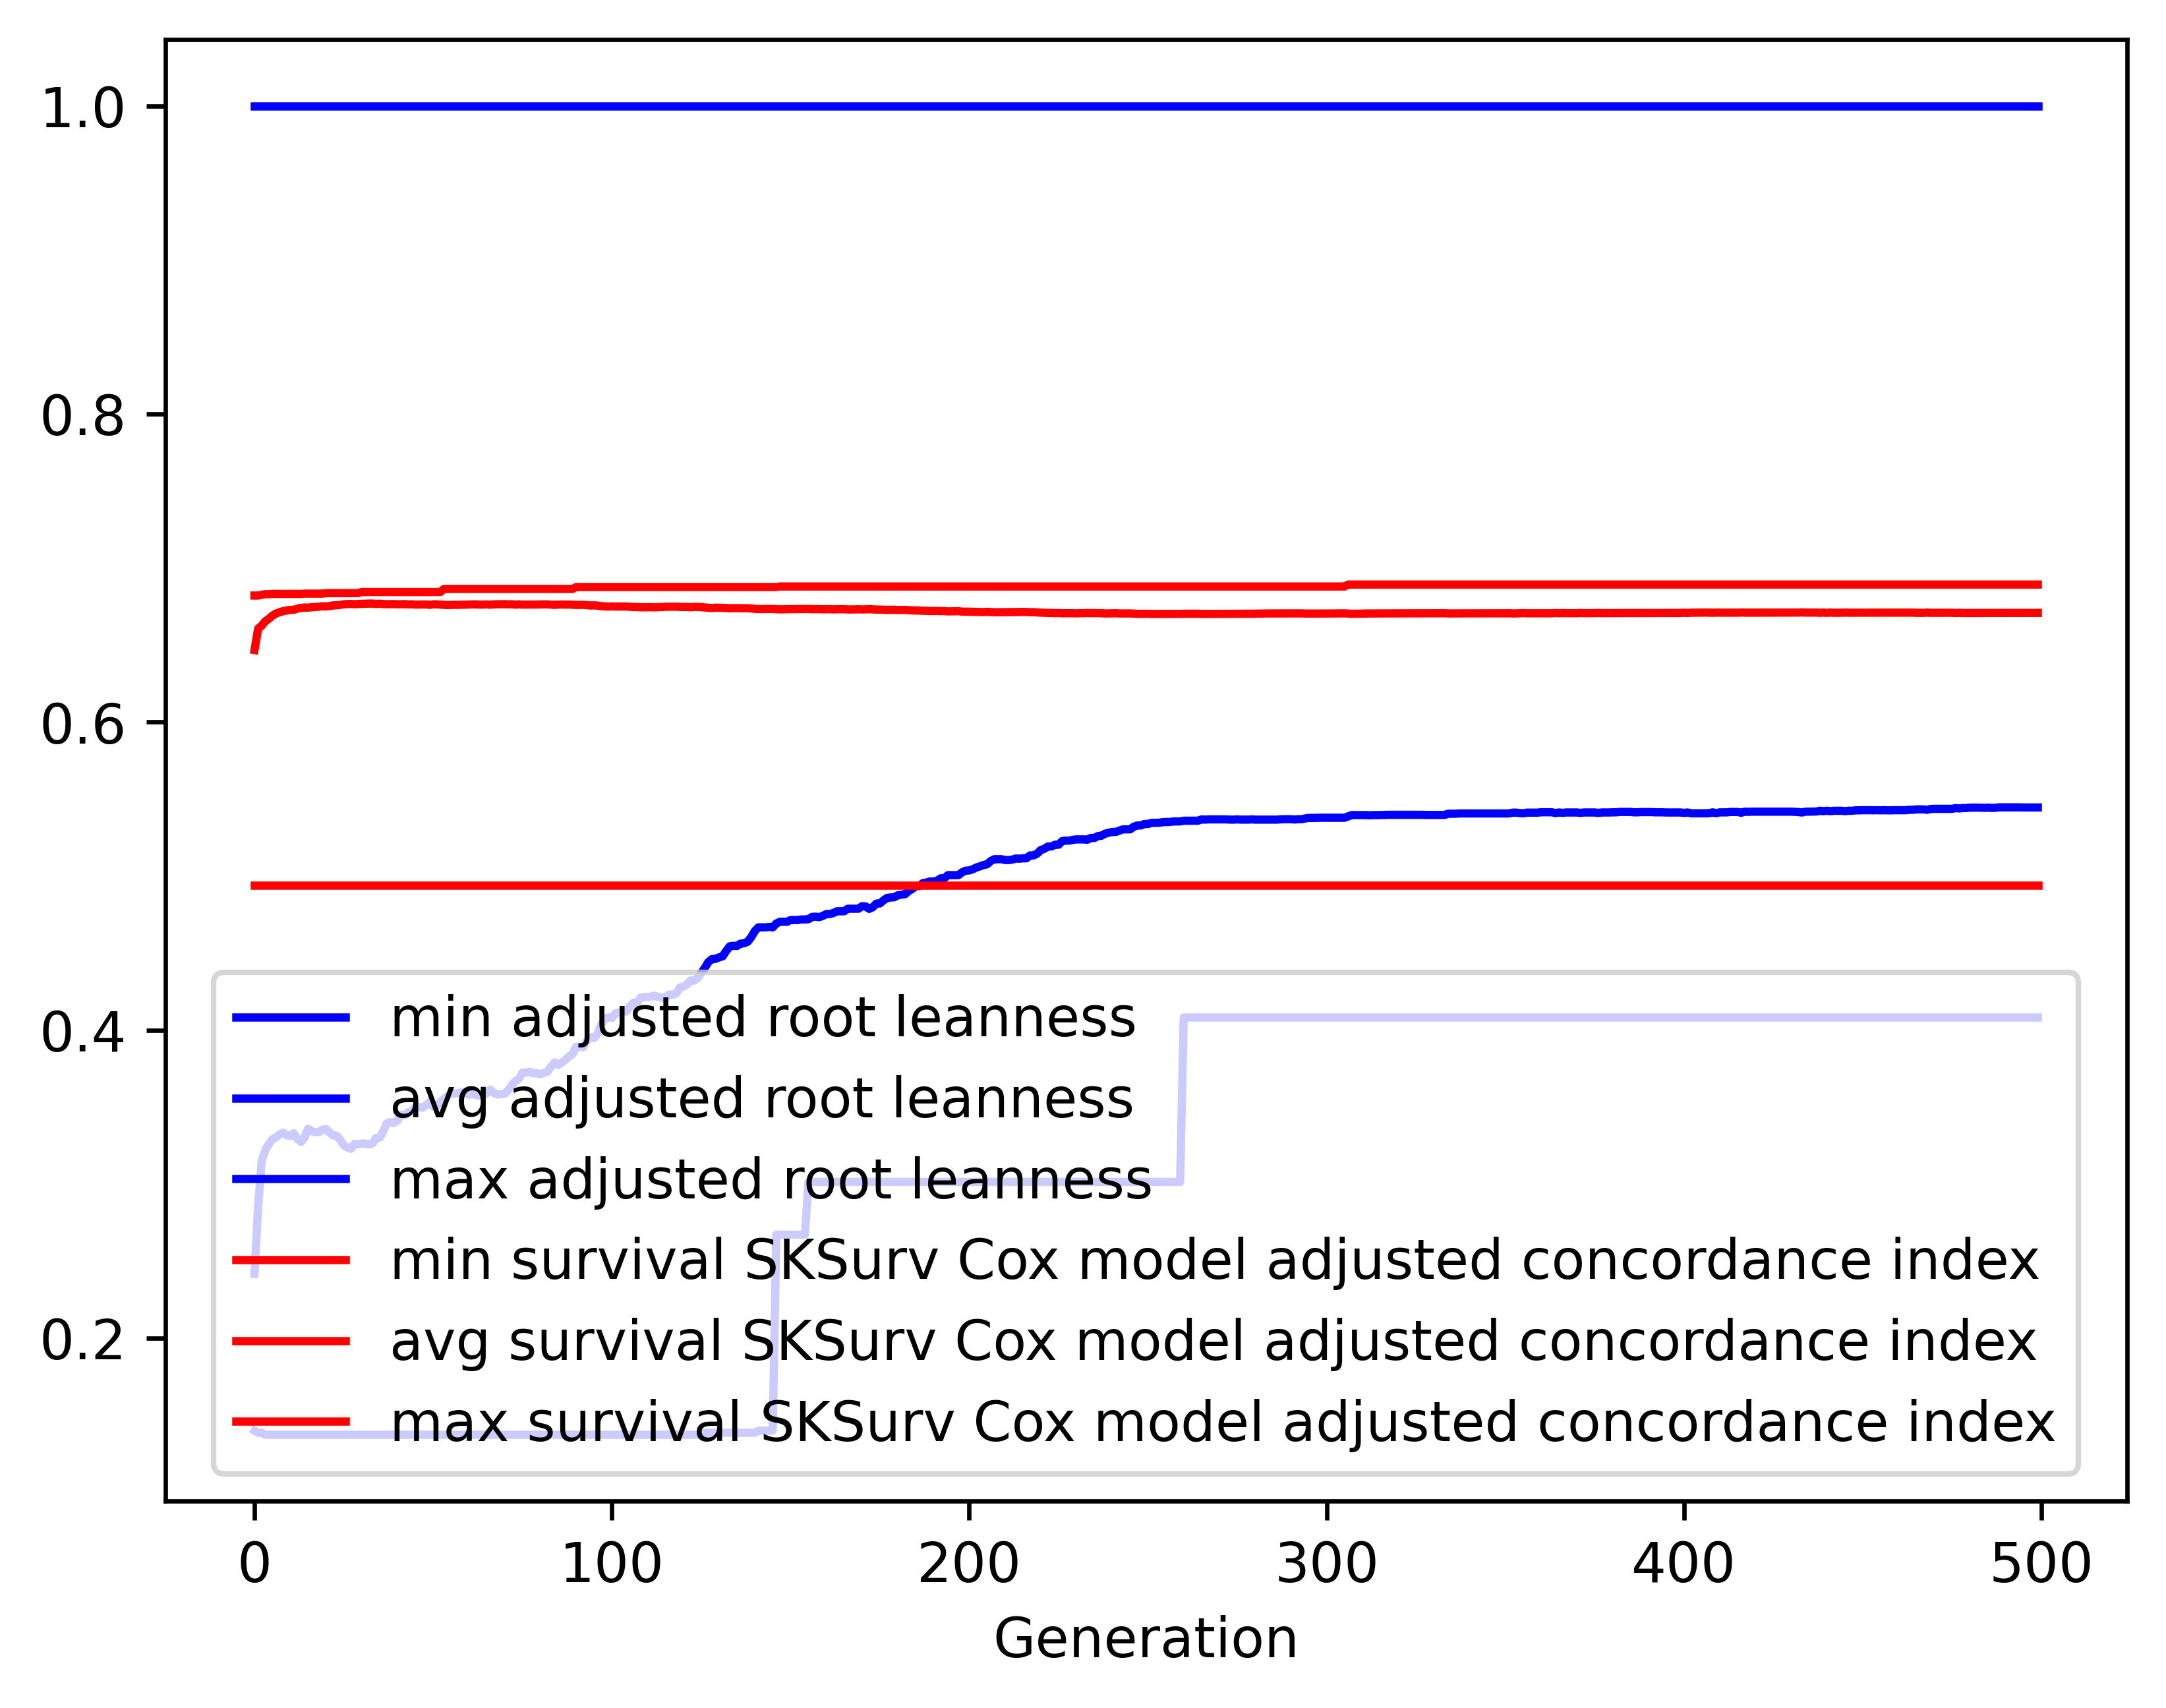 1.0
0.8
0.6
0.4
0.2
min adjusted root leanness
avg adjusted root leanness
max adjusted root leanness
min survival SKSurv Cox model adjusted concordance index
avg survival SKSurv Cox model adjusted concordance index
max survival SKSurv Cox model adjusted concordance index
0 100 200 300 400 500
Generation